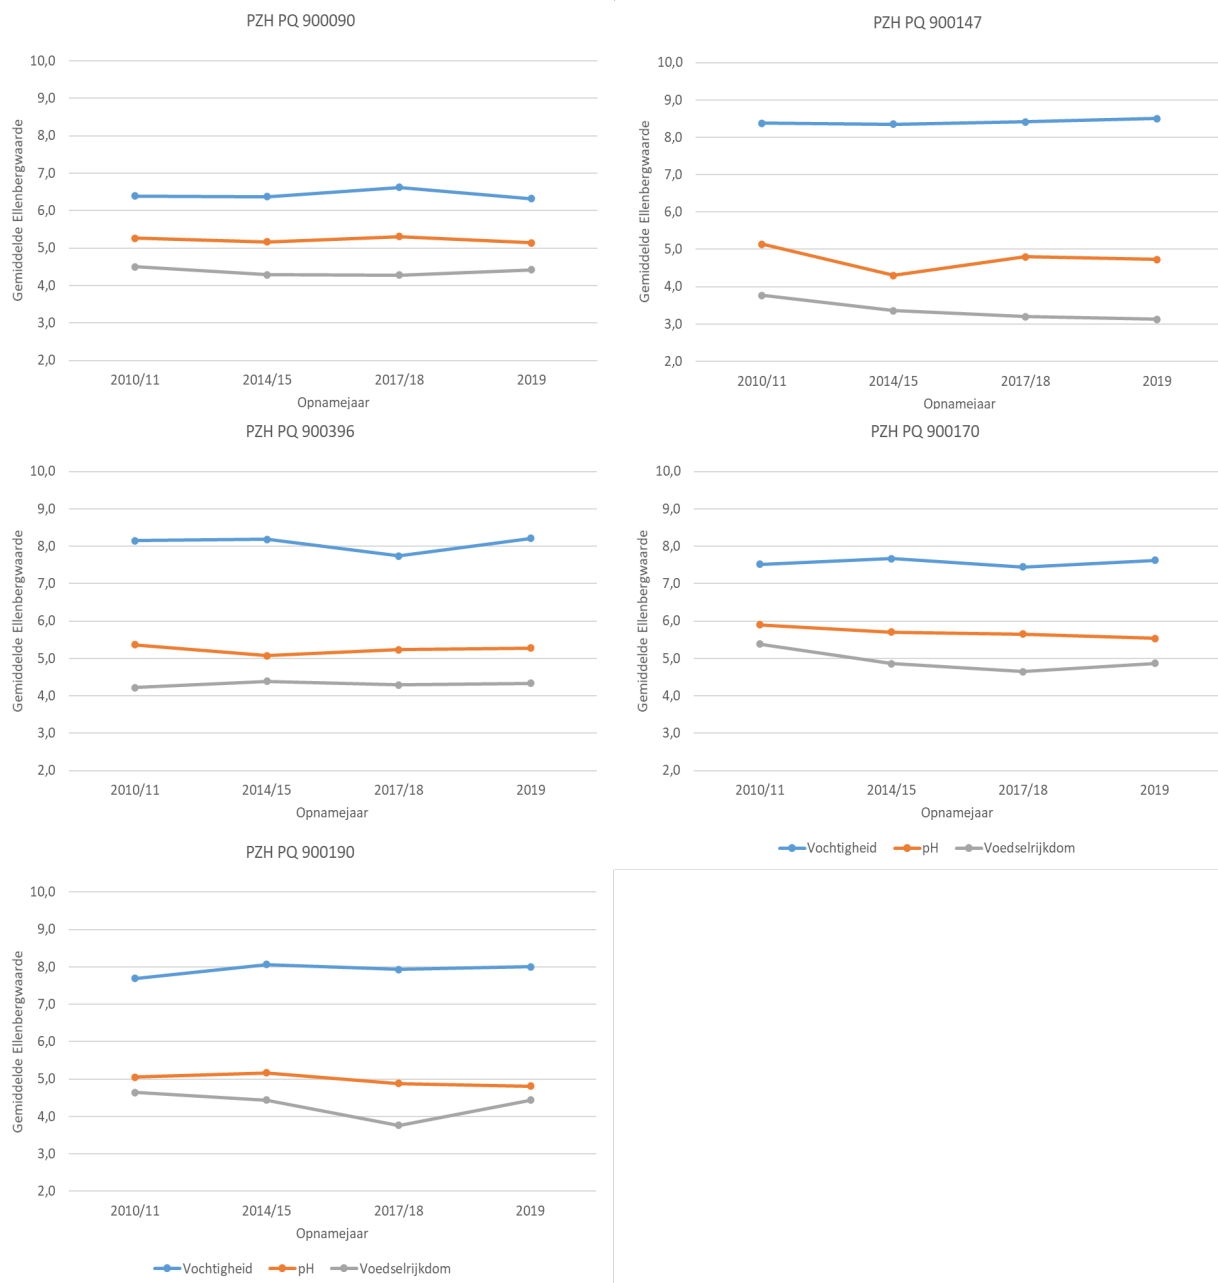 PZH PQ 900090
Gemiddelde Ellenbergwaarde
10,0
9,0
8,0
7,0
6,0
5,0
4,0
3,0
2,0
2010/11 2014/15 2017/18 2019
Opnamejaar
PZH PQ 900147
Gemiddelde Ellenbergwaarde
10,0
9,0
8,0
7,0
6,0
5,0
4,0
3,0
2,0
2010/11 2014/15 2017/18 2019
Opnamejaar
PZH PQ 900396
Gemiddelde Ellenbergwaarde
10,0
9,0
8,0
7,0
6,0
5,0
4,0
3,0
2,0
2010/11 2014/15 2017/18 2019
Opnamejaar
PZH PQ 900170
Gemiddelde Ellenbergwaarde
10,0
9,0
8,0
7,0
6,0
5,0
4,0
3,0
2,0
2010/11 2014/15 2017/18 2019
Opnamejaar
Vochtigheid pH Voedselrijkdom
PZH PQ 900190
Gemiddelde Ellenbergwaarde
10,0
9,0
8,0
7,0
6,0
5,0
4,0
3,0
2,0
2010/11 2014/15 2017/18 2019
Opnamejaar
Vochtigheid pH Voedselrijkdom